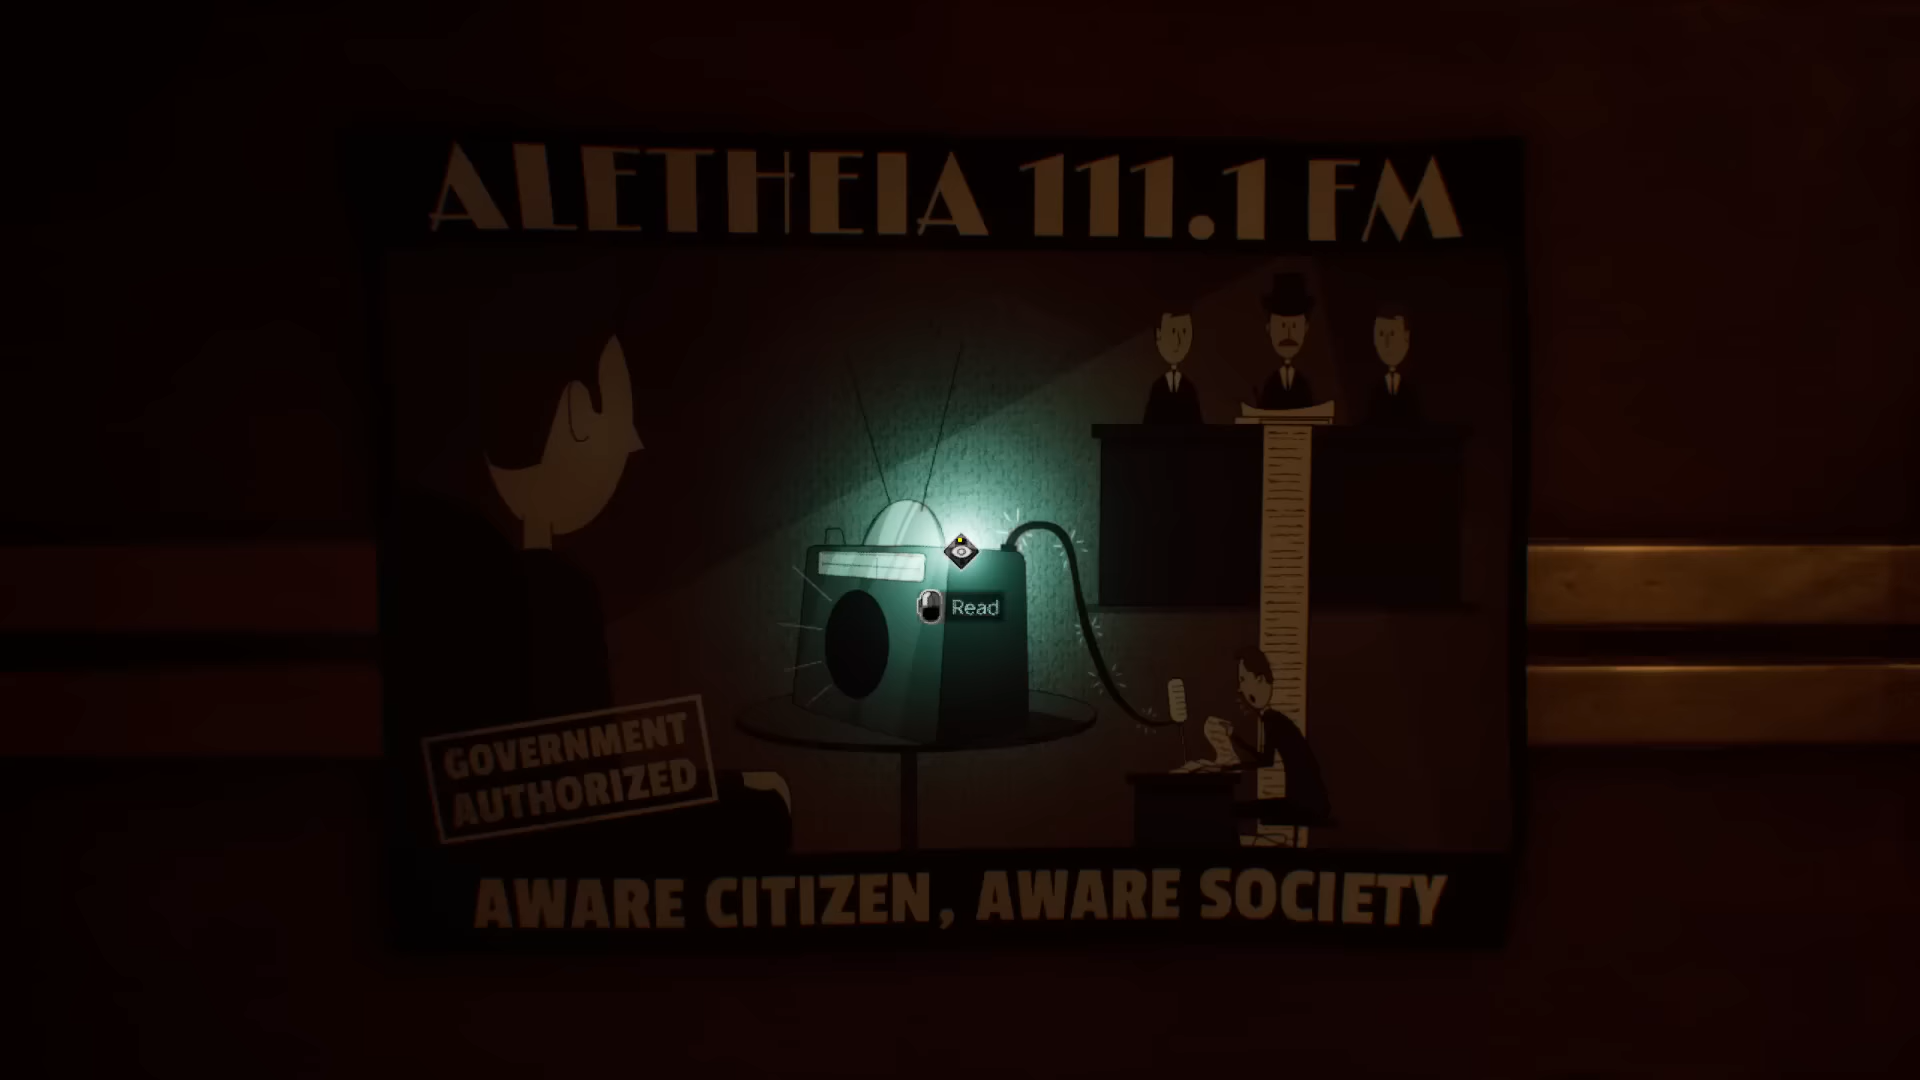 ALETHEIA 111.1 FM
Read
GOVERNMENT
AUTHORIZED
AWARE CITIZEN, AWARE SOCIETY